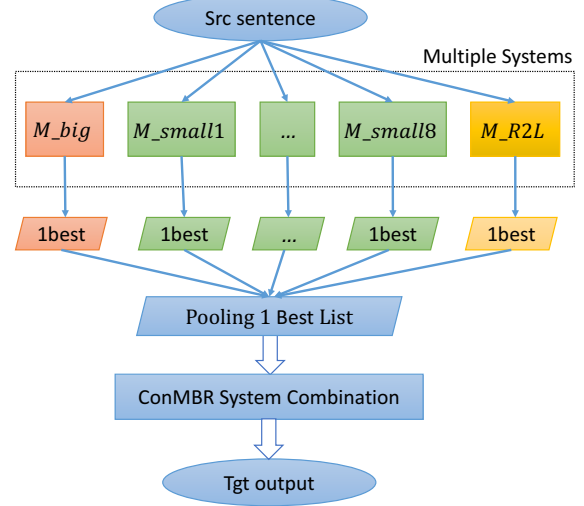 Src sentence
Multiple Systems
M_big
M_small1
...
M_small8
M_R2L
1best
1best
...
1best
1best
Pooling 1 Best List
ConMBR System Combination
Tgt output